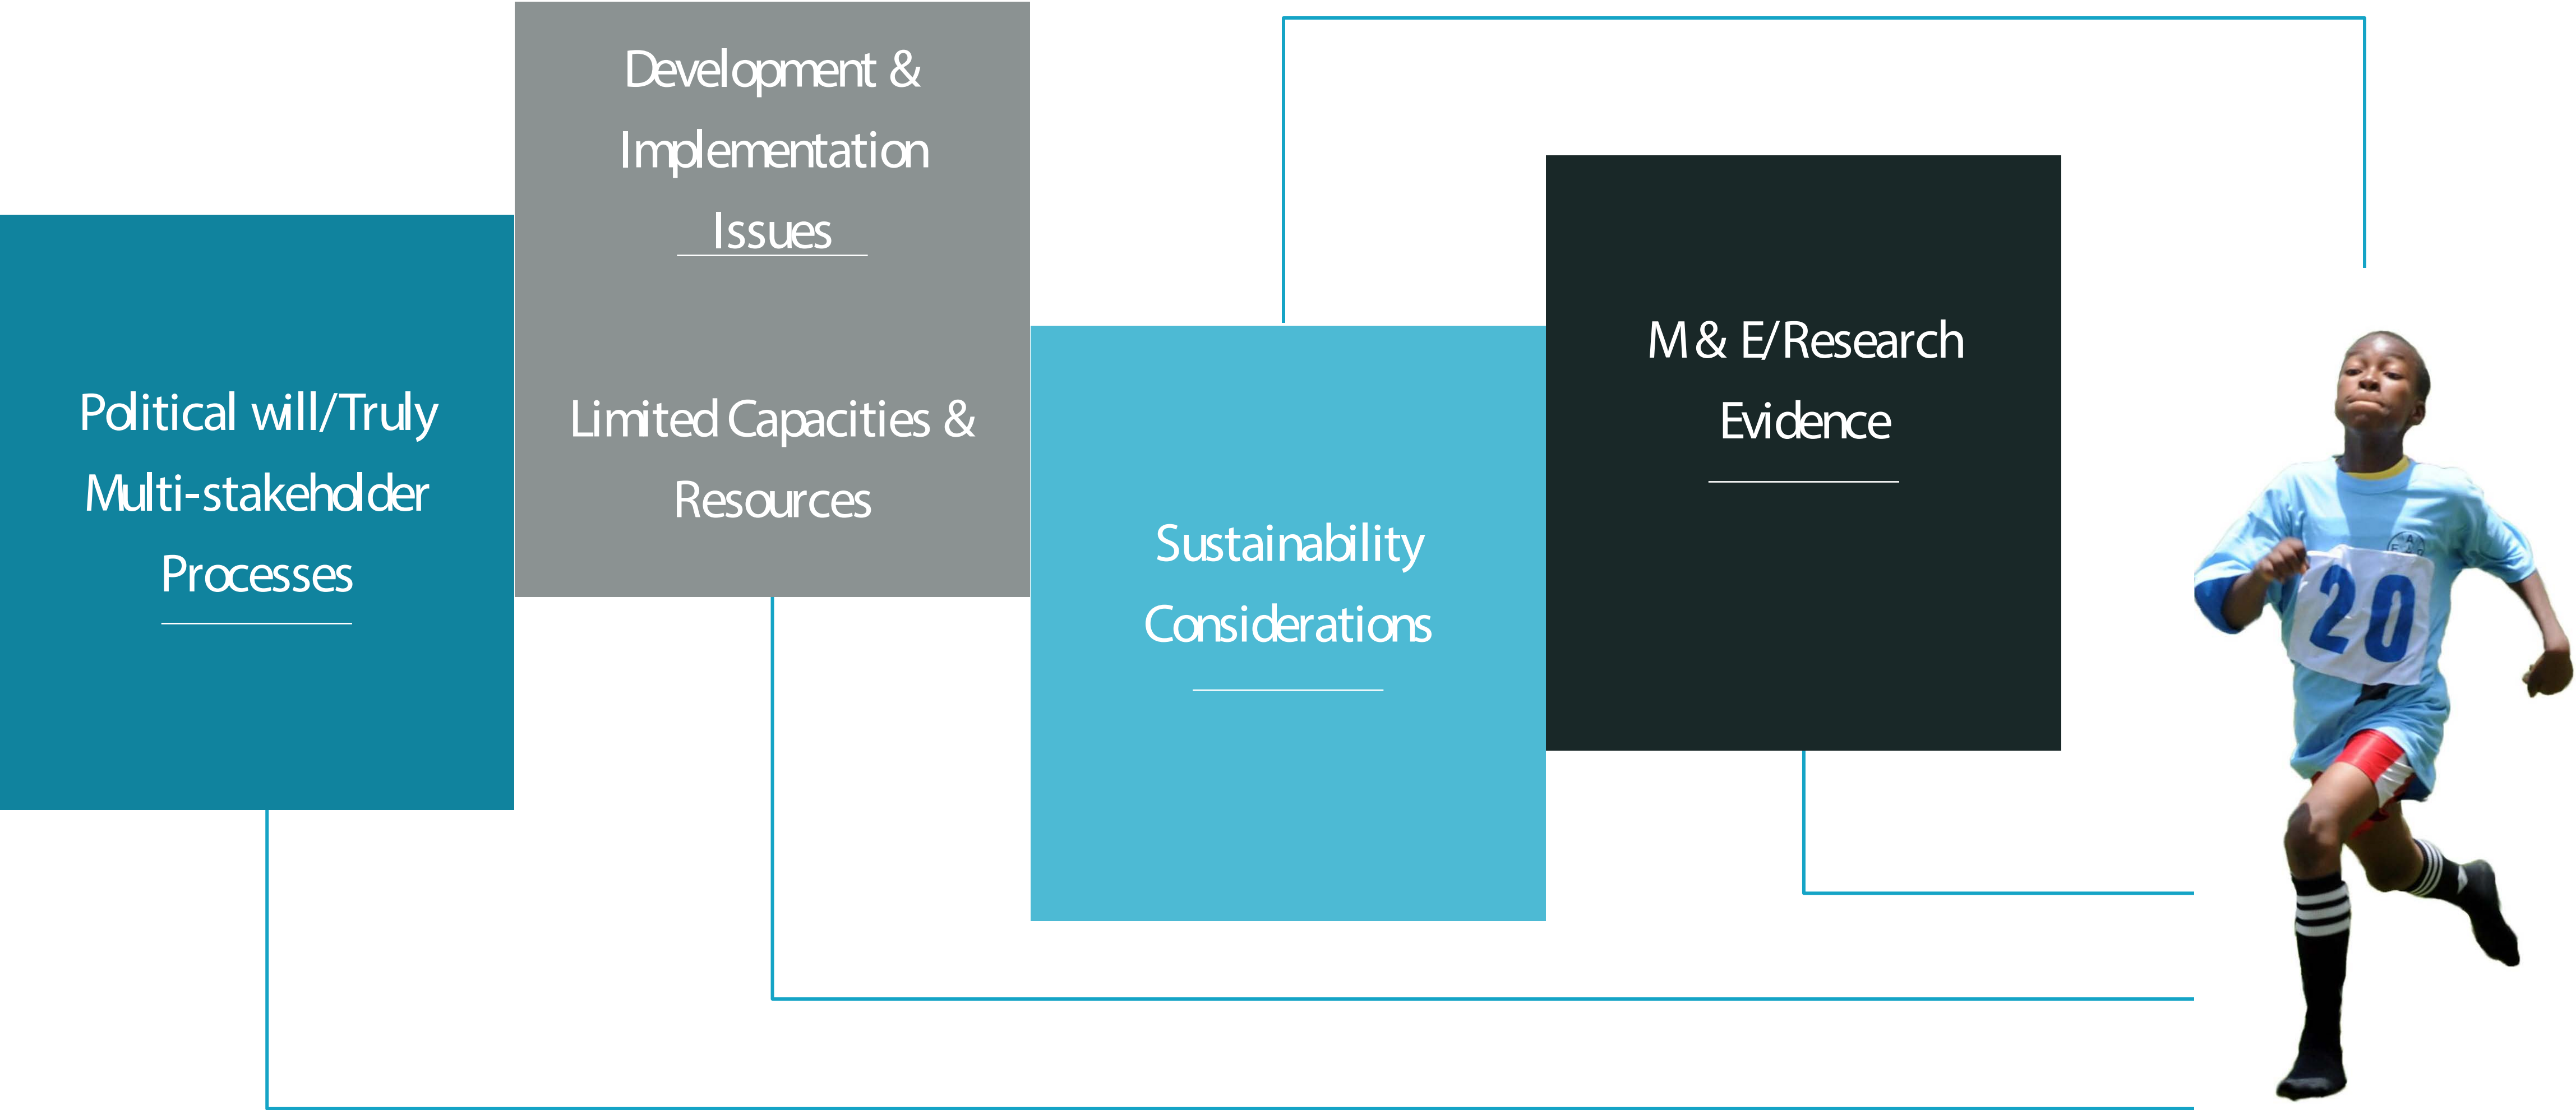 Development &
Implementation
Issues
Limited Capacities &
Resources
Political will/Truly
Multi-stakeholder
Processes
Sustainability
Considerations
M & E/Research
Evidence
20